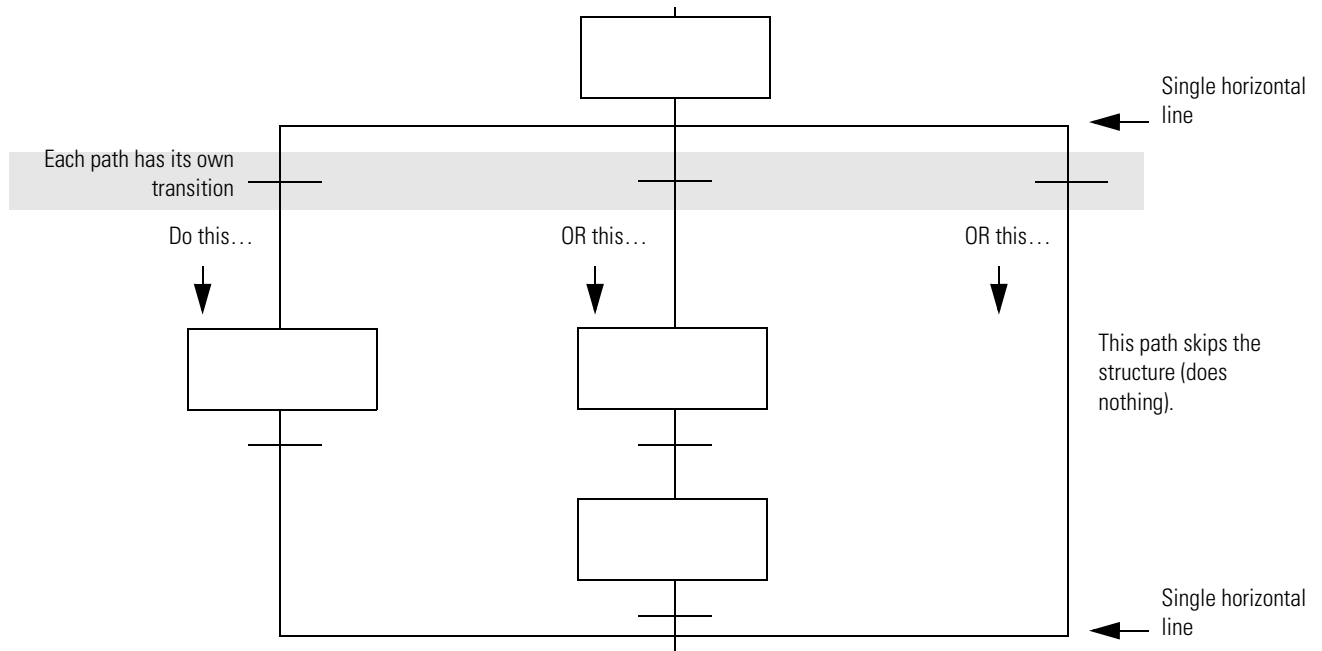 Single horizontal
line
Each path has its own
transition
Do this…
OR this…
OR this…
This path skips the
structure (does
nothing).
Single horizontal
line